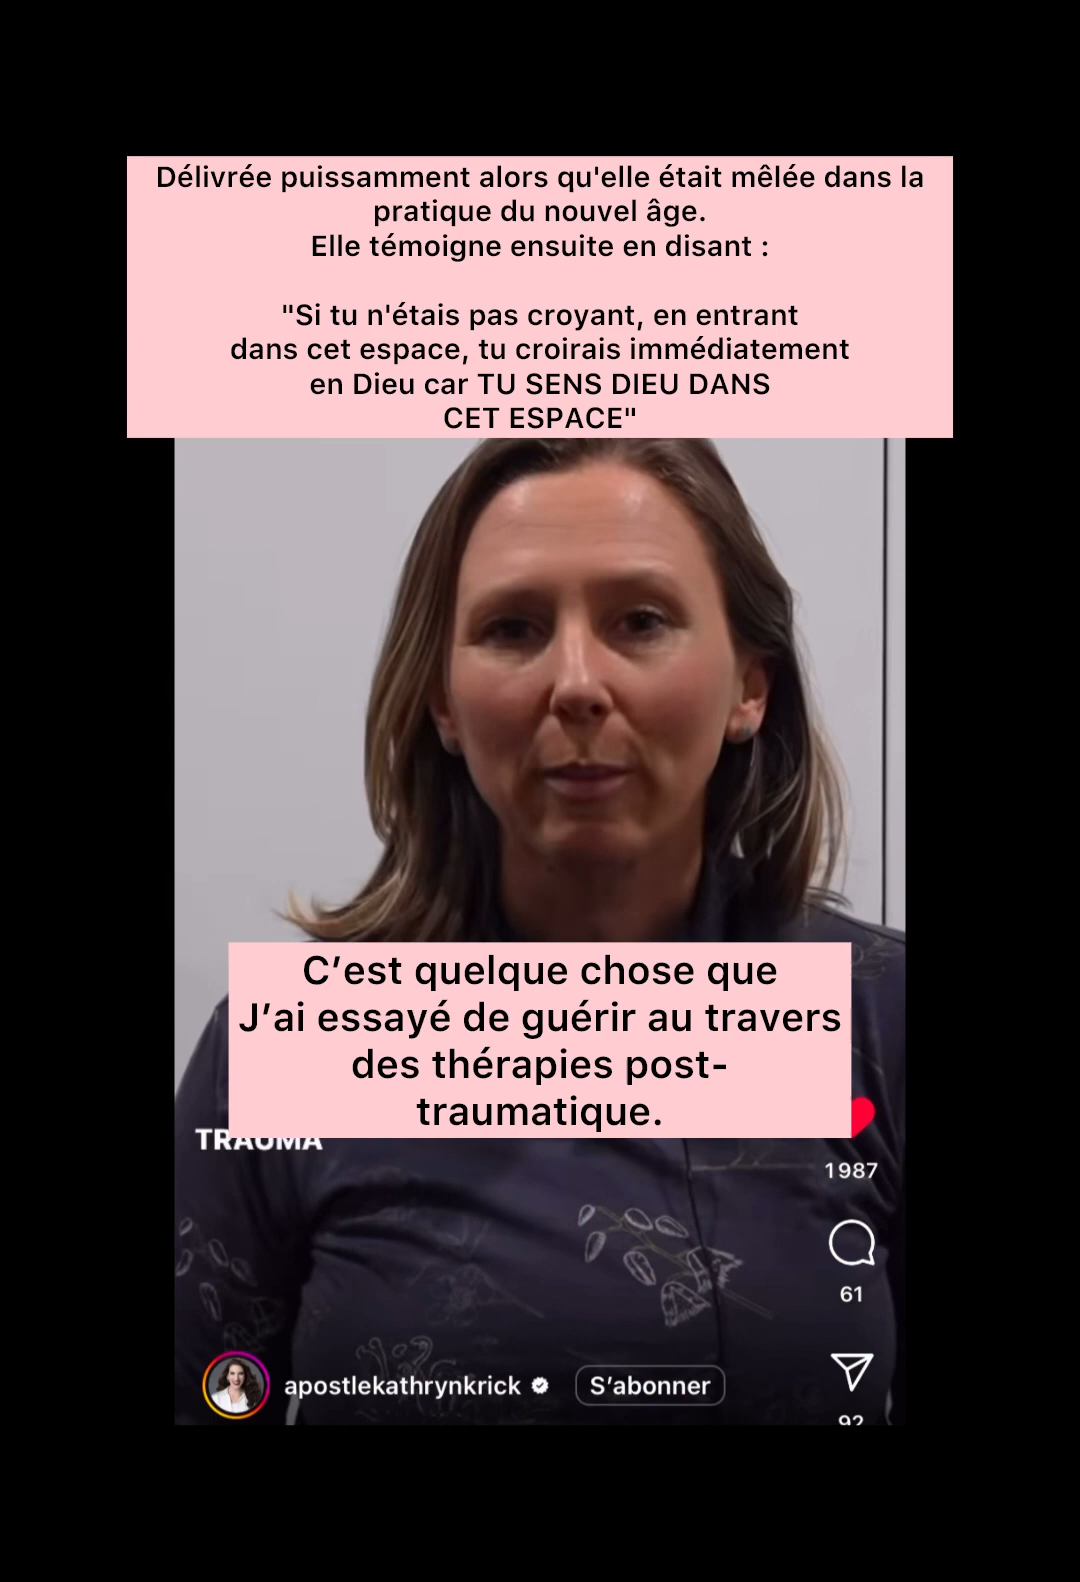 Délivrée puissamment alors qu'elle était mêlée dans la
pratique du nouvel âge.
Elle témoigne ensuite en disant :
"Si tu n'étais pas croyant, en entrant
dans cet espace, tu croirais immédiatement
en Dieu car TU SENS DIEU DANS
CET ESPACE"
C’est quelque chose que
J’ai essayé de guérir au travers
des thérapies post-
traumatique.
TRAUMA
1987
61
apostlekathrynkrick
S’abonner
92